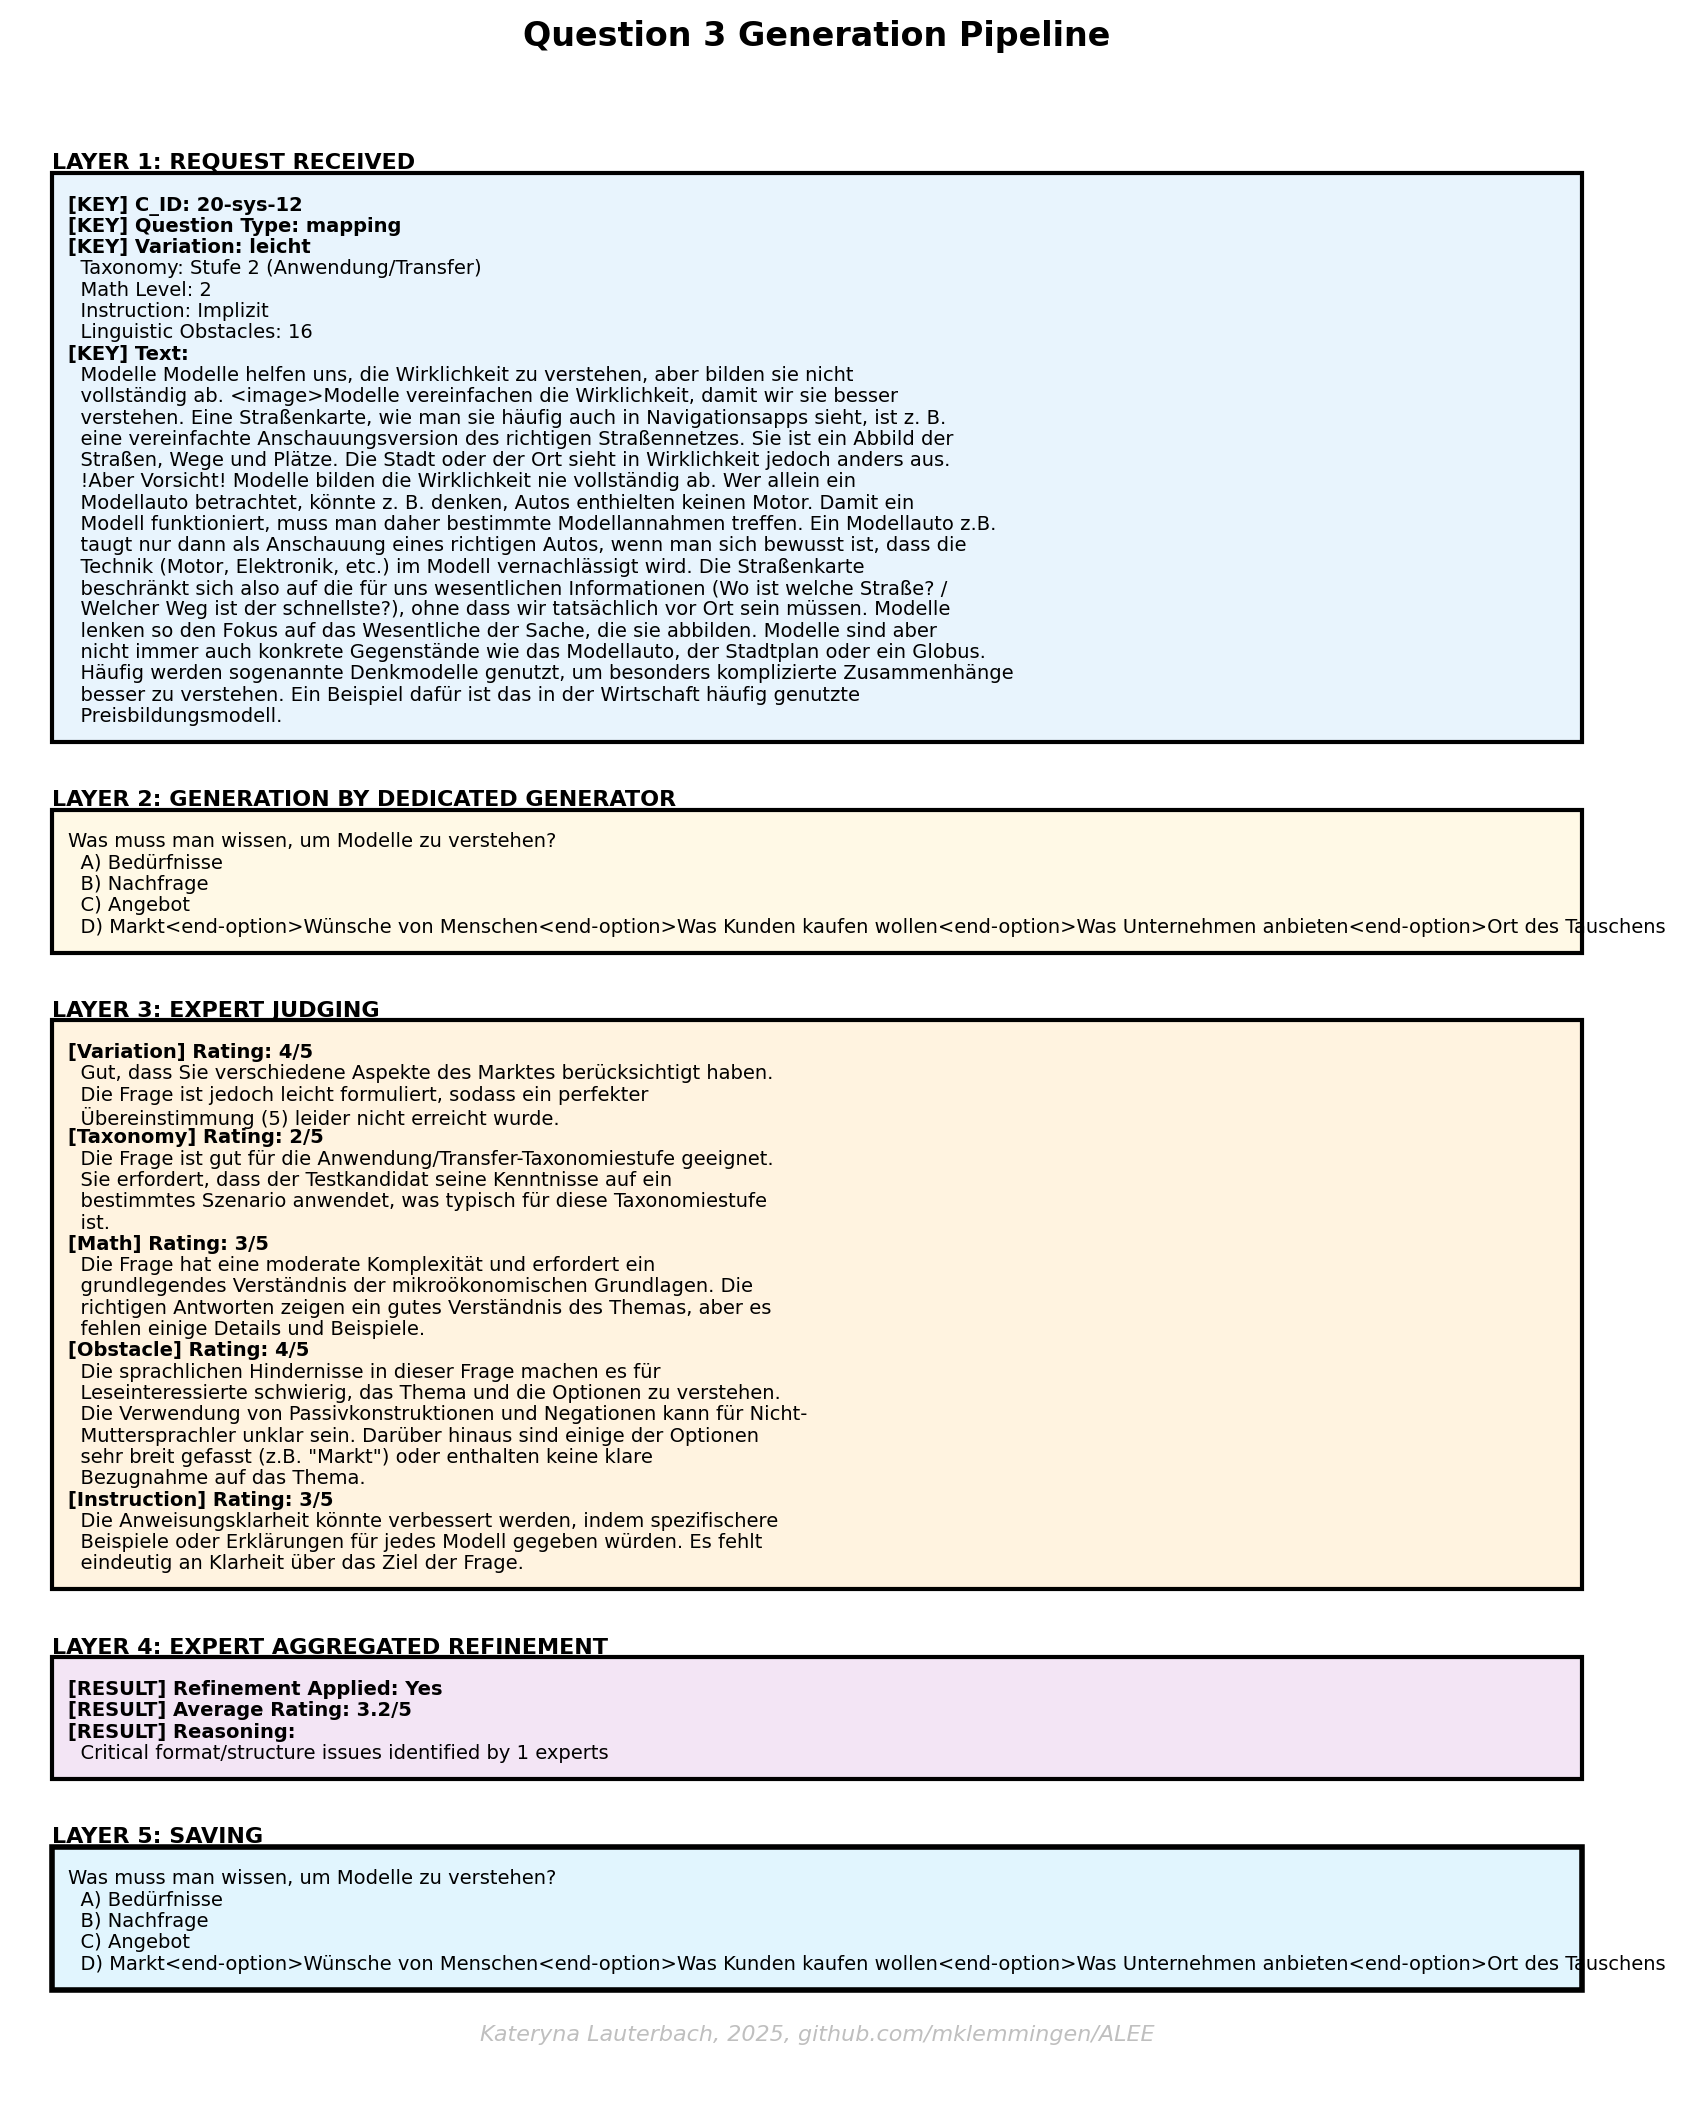 Question 3 Generation Pipeline
LAYER 1: REQUEST RECEIVED
[KEY] C_ID: 20-sys-12
[KEY] Question Type: mapping
[KEY] Variation: leicht
Taxonomy: Stufe 2 (Anwendung/Transfer)
Math Level: 2
Instruction: Implizit
Linguistic Obstacles: 16
[KEY] Text:
Modelle Modelle helfen uns, die Wirklichkeit zu verstehen, aber bilden sie nicht
vollständig ab. <image>Modelle vereinfachen die Wirklichkeit, damit wir sie besser
verstehen. Eine Straßenkarte, wie man sie häufig auch in Navigationsapps sieht, ist z. B.
eine vereinfachte Anschauungsversion des richtigen Straßennetzes. Sie ist ein Abbild der
Straßen, Wege und Plätze. Die Stadt oder der Ort sieht in Wirklichkeit jedoch anders aus.
!Aber Vorsicht! Modelle bilden die Wirklichkeit nie vollständig ab. Wer allein ein
Modellauto betrachtet, könnte z. B. denken, Autos enthielten keinen Motor. Damit ein
Modell funktioniert, muss man daher bestimmte Modellannahmen treffen. Ein Modellauto z.B.
taugt nur dann als Anschauung eines richtigen Autos, wenn man sich bewusst ist, dass die
Technik (Motor, Elektronik, etc.) im Modell vernachlässigt wird. Die Straßenkarte
beschränkt sich also auf die für uns wesentlichen Informationen (Wo ist welche Straße? /
Welcher Weg ist der schnellste?), ohne dass wir tatsächlich vor Ort sein müssen. Modelle
lenken so den Fokus auf das Wesentliche der Sache, die sie abbilden. Modelle sind aber
nicht immer auch konkrete Gegenstände wie das Modellauto, der Stadtplan oder ein Globus.
Häufig werden sogenannte Denkmodelle genutzt, um besonders komplizierte Zusammenhänge
besser zu verstehen. Ein Beispiel dafür ist das in der Wirtschaft häufig genutzte
Preisbildungsmodell.
LAYER 2: GENERATION BY DEDICATED GENERATOR
Was muss man wissen, um Modelle zu verstehen?
A) Bedürfnisse
B) Nachfrage
C) Angebot
D) Markt<end-option>Wünsche von Menschen<end-option>Was Kunden kaufen wollen<end-option>Was Unternehmen anbieten<end-option>Ort des Tauschens
LAYER 3: EXPERT JUDGING
[Variation] Rating: 4/5
Gut, dass Sie verschiedene Aspekte des Marktes berücksichtigt haben.
Die Frage ist jedoch leicht formuliert, sodass ein perfekter
Übereinstimmung (5) leider nicht erreicht wurde.
[Taxonomy] Rating: 2/5
Die Frage ist gut für die Anwendung/Transfer-Taxonomiestufe geeignet.
Sie erfordert, dass der Testkandidat seine Kenntnisse auf ein
bestimmtes Szenario anwendet, was typisch für diese Taxonomiestufe
ist.
[Math] Rating: 3/5
Die Frage hat eine moderate Komplexität und erfordert ein
grundlegendes Verständnis der mikroökonomischen Grundlagen. Die
richtigen Antworten zeigen ein gutes Verständnis des Themas, aber es
fehlen einige Details und Beispiele.
[Obstacle] Rating: 4/5
Die sprachlichen Hindernisse in dieser Frage machen es für
Leseinteressierte schwierig, das Thema und die Optionen zu verstehen.
Die Verwendung von Passivkonstruktionen und Negationen kann für Nicht-
Muttersprachler unklar sein. Darüber hinaus sind einige der Optionen
sehr breit gefasst (z.B. "Markt") oder enthalten keine klare
Bezugnahme auf das Thema.
[Instruction] Rating: 3/5
Die Anweisungsklarheit könnte verbessert werden, indem spezifischere
Beispiele oder Erklärungen für jedes Modell gegeben würden. Es fehlt
eindeutig an Klarheit über das Ziel der Frage.
LAYER 4: EXPERT AGGREGATED REFINEMENT
[RESULT] Refinement Applied: Yes
[RESULT] Average Rating: 3.2/5
[RESULT] Reasoning:
Critical format/structure issues identified by 1 experts
LAYER 5: SAVING
Was muss man wissen, um Modelle zu verstehen?
A) Bedürfnisse
B) Nachfrage
C) Angebot
D) Markt<end-option>Wünsche von Menschen<end-option>Was Kunden kaufen wollen<end-option>Was Unternehmen anbieten<end-option>Ort des Tauschens
Kateryna Lauterbach, 2025, github.com/mklemmingen/ALEE